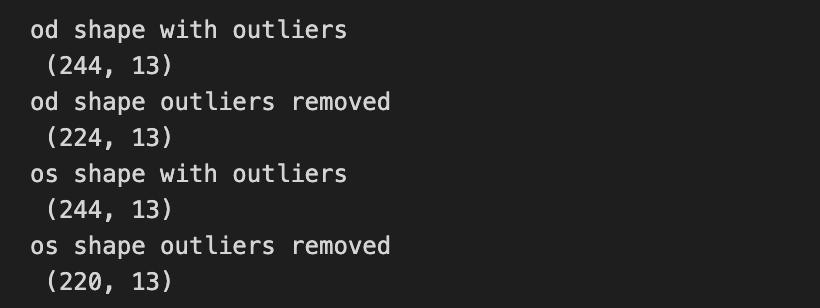 od shape with outliers
(244, 13)
od shape outliers removed
(224, 13)
os shape with outliers
(244, 13)
os shape outliers removed
(220, 13)